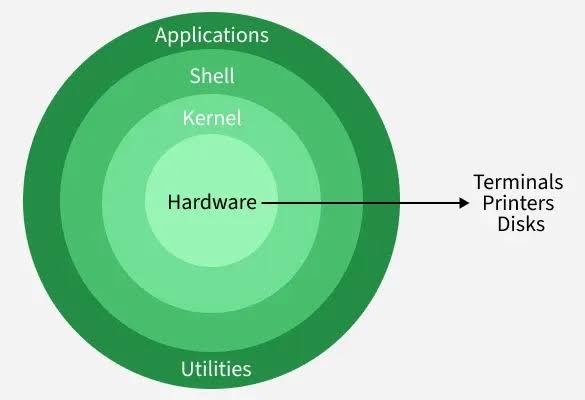 Applications
Shell
Kernel
Hardware
Terminals
Printers
Disks
Utilities